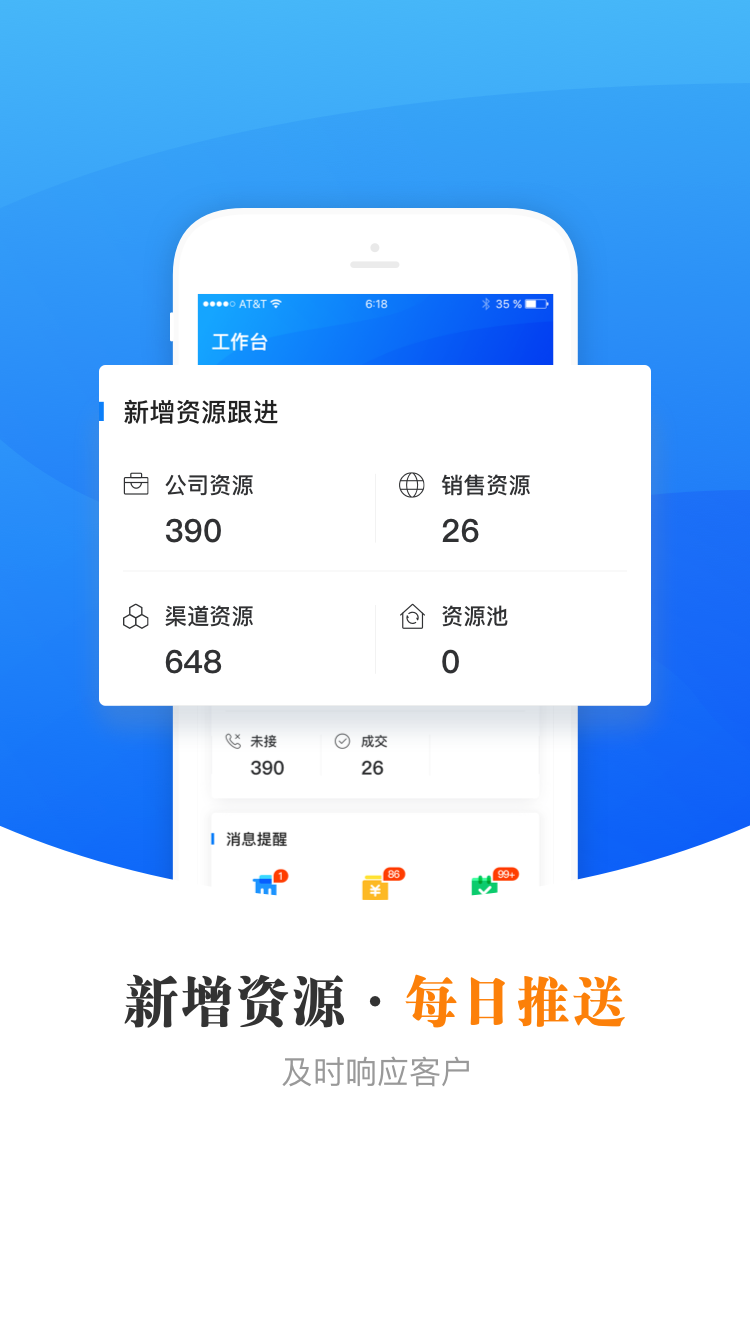 AT&T 6:18 35 %
工作台
新增资源跟进
公司资源 销售资源
390 26
渠道资源 资源池
648 0
未接 成交
390 26
消息提醒
1 86 99+
新增资源·每日推送
及时响应客户